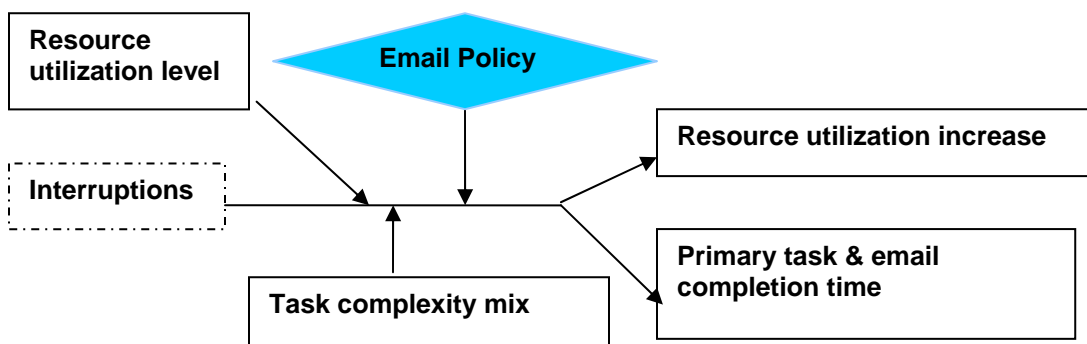 Resource
utilization level
Email Policy
Resource utilization increase
Interruptions
Primary task & email
completion time
Task complexity mix